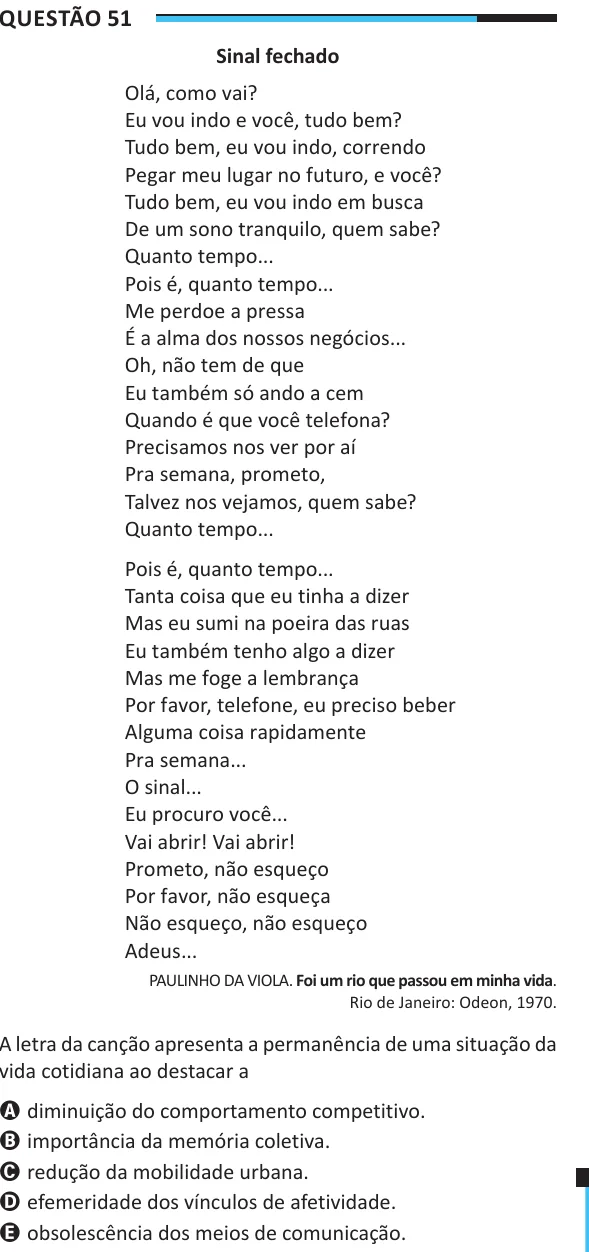 QUESTÃO 51
Sinal fechado
Olá, como vai?
Eu vou indo e você, tudo bem?
Tudo bem, eu vou indo, correndo
Pegar meu lugar no futuro, e você?
Tudo bem, eu vou indo em busca
De um sono tranquilo, quem sabe?
Quanto tempo...
Pois é, quanto tempo...
Me perdoe a pressa
É a alma dos nossos negócios...
Oh, não tem de que
Eu também só ando a cem
Quando é que você telefona?
Precisamos nos ver por aí
Pra semana, prometo,
Talvez nos vejamos, quem sabe?
Quanto tempo...
Pois é, quanto tempo...
Tanta coisa que eu tinha a dizer
Mas eu sumi na poeira das ruas
Eu também tenho algo a dizer
Mas me foge a lembrança
Por favor, telefone, eu preciso beber
Alguma coisa rapidamente
Pra semana...
O sinal...
Eu procuro você...
Vai abrir! Vai abrir!
Prometo, não esqueço
Por favor, não esqueça
Não esqueço, não esqueço
Adeus...
PAULINHO DA VIOLA. Foi um rio que passou em minha vida.
Rio de Janeiro: Odeon, 1970.
A letra da canção apresenta a permanência de uma situação da
vida cotidiana ao destacar a
A diminuição do comportamento competitivo.
B importância da memória coletiva.
C redução da mobilidade urbana.
D efemeridade dos vínculos de afetividade.
E obsolescência dos meios de comunicação.